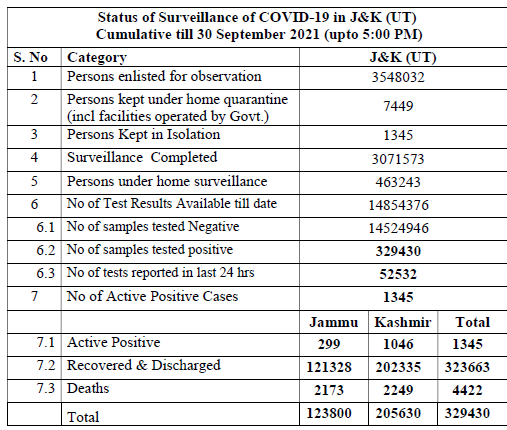 Status of Surveillance of COVID-19 in J&K (UT)
Cumulative till 30 September 2021 (upto 5:00 PM)
S. No Category J&K (UT)
1 Persons enlisted for observation 3548032
2 Persons kept under home quarantine
(incl facilities operated by Govt.) 7449
3 Persons Kept in Isolation 1345
4 Surveillance Completed 3071573
5 Persons under home surveillance 463243
6 No of Test Results Available till date 14854376
6.1 No of samples tested Negative 14524946
6.2 No of samples tested positive 329430
6.3 No of tests reported in last 24 hrs 52532
7 No of Active Positive Cases 1345
Jammu Kashmir Total
7.1 Active Positive 299 1046 1345
7.2 Recovered & Discharged 121328 202335 323663
7.3 Deaths 2173 2249 4422
Total 123800 205630 329430